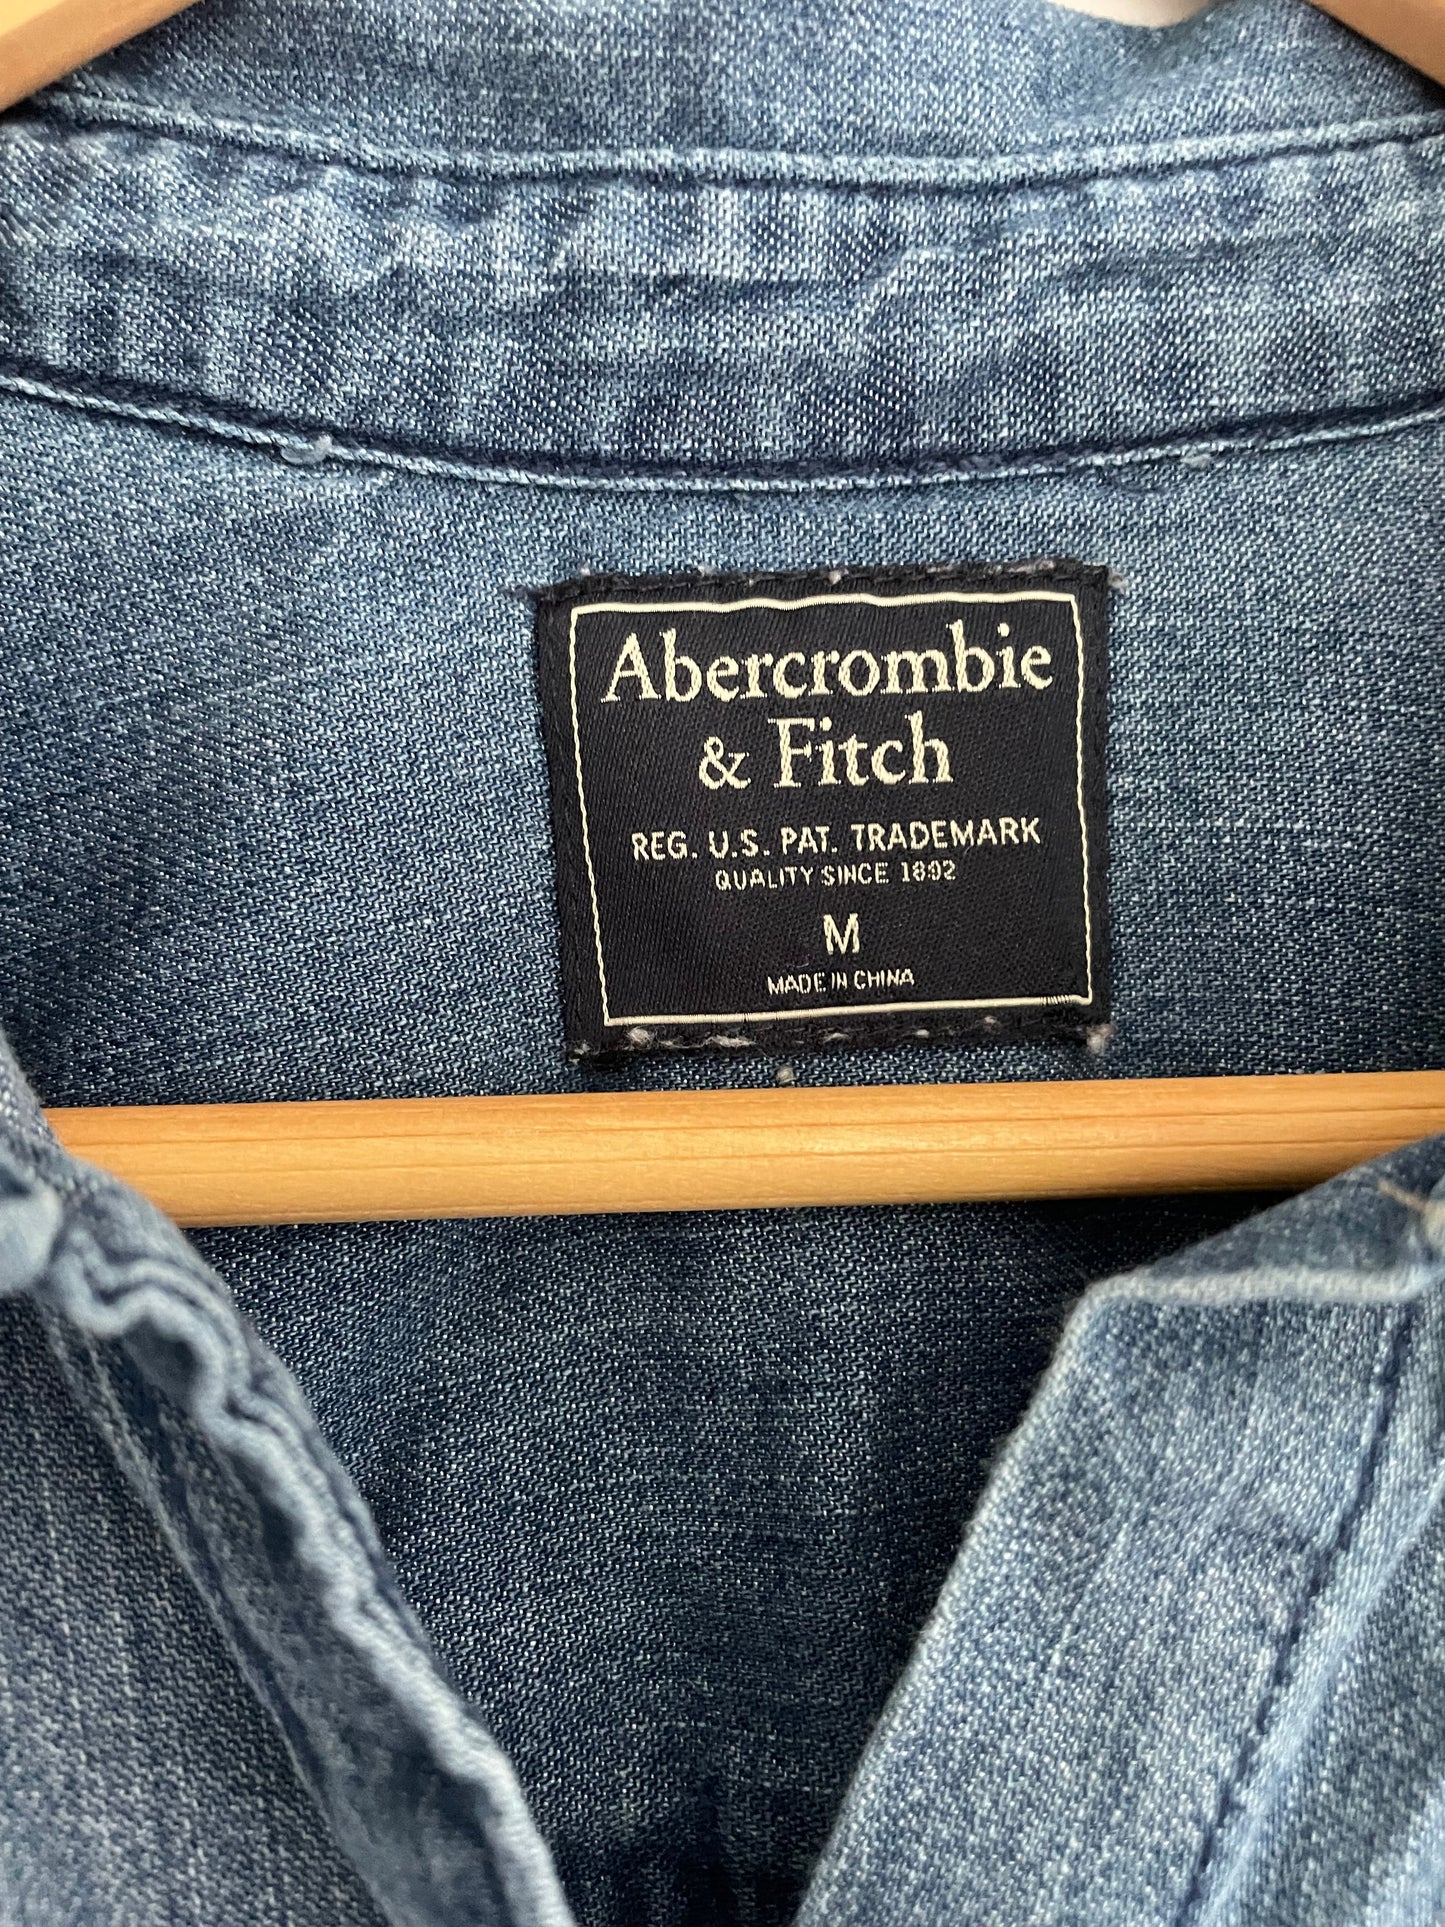 Abercrombie
& Fitch
REG. U.S. PAT. TRADEMARK
QUALITY SINCE 1892
M
MADE IN CHINA